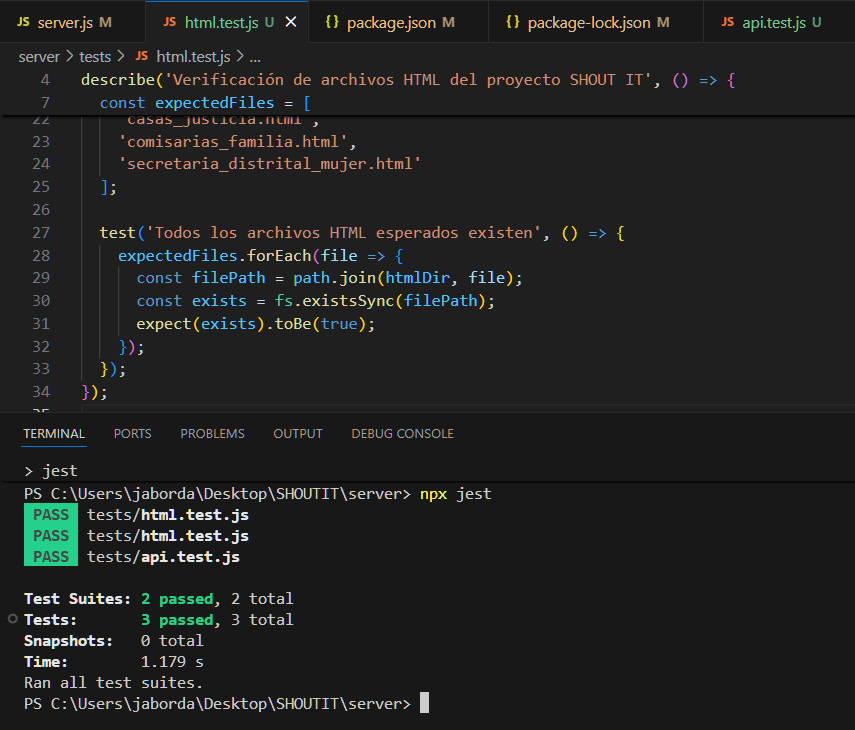 JS server.js M JS html.test.js U × {} package.json M {} package-lock.json M JS api.test.js U
server > tests > JS html.test.js > ...
4 describe('Verificación de archivos HTML del proyecto SHOUT IT', () => {
7 const expectedFiles = [
22 'casas_justicia.html',
23 'comisarias_familia.html',
24 'secretaria_distrital_mujer.html'
25 ];
26
27 test('Todos los archivos HTML esperados existen', () => {
28 expectedFiles.forEach(file => {
29 const filePath = path.join(htmlDir, file);
30 const exists = fs.existsSync(filePath);
31 expect(exists).toBe(true);
32 });
33 });
34 });
35
TERMINAL PORTS PROBLEMS OUTPUT DEBUG CONSOLE
> jest
PS C:\Users\jaborda\Desktop\SHOUTIT\server> npx jest
PASS tests/html.test.js
PASS tests/html.test.js
PASS tests/api.test.js
Test Suites: 2 passed, 2 total
Tests: 3 passed, 3 total
Snapshots: 0 total
Time: 1.179 s
Ran all test suites.
PS C:\Users\jaborda\Desktop\SHOUTIT\server>